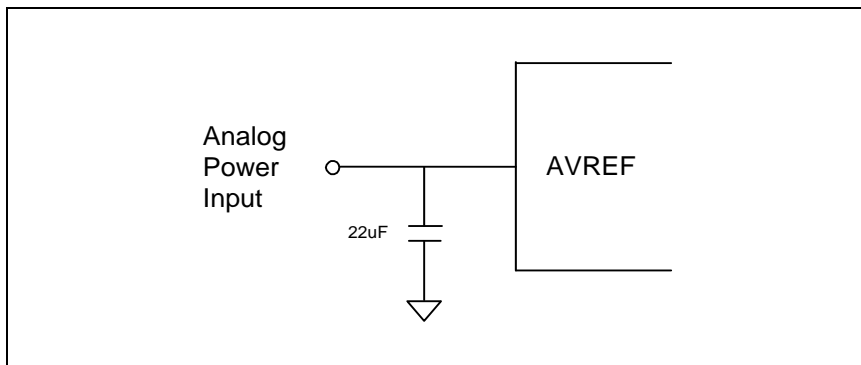 Analog
Power
Input
AVREF
22uF